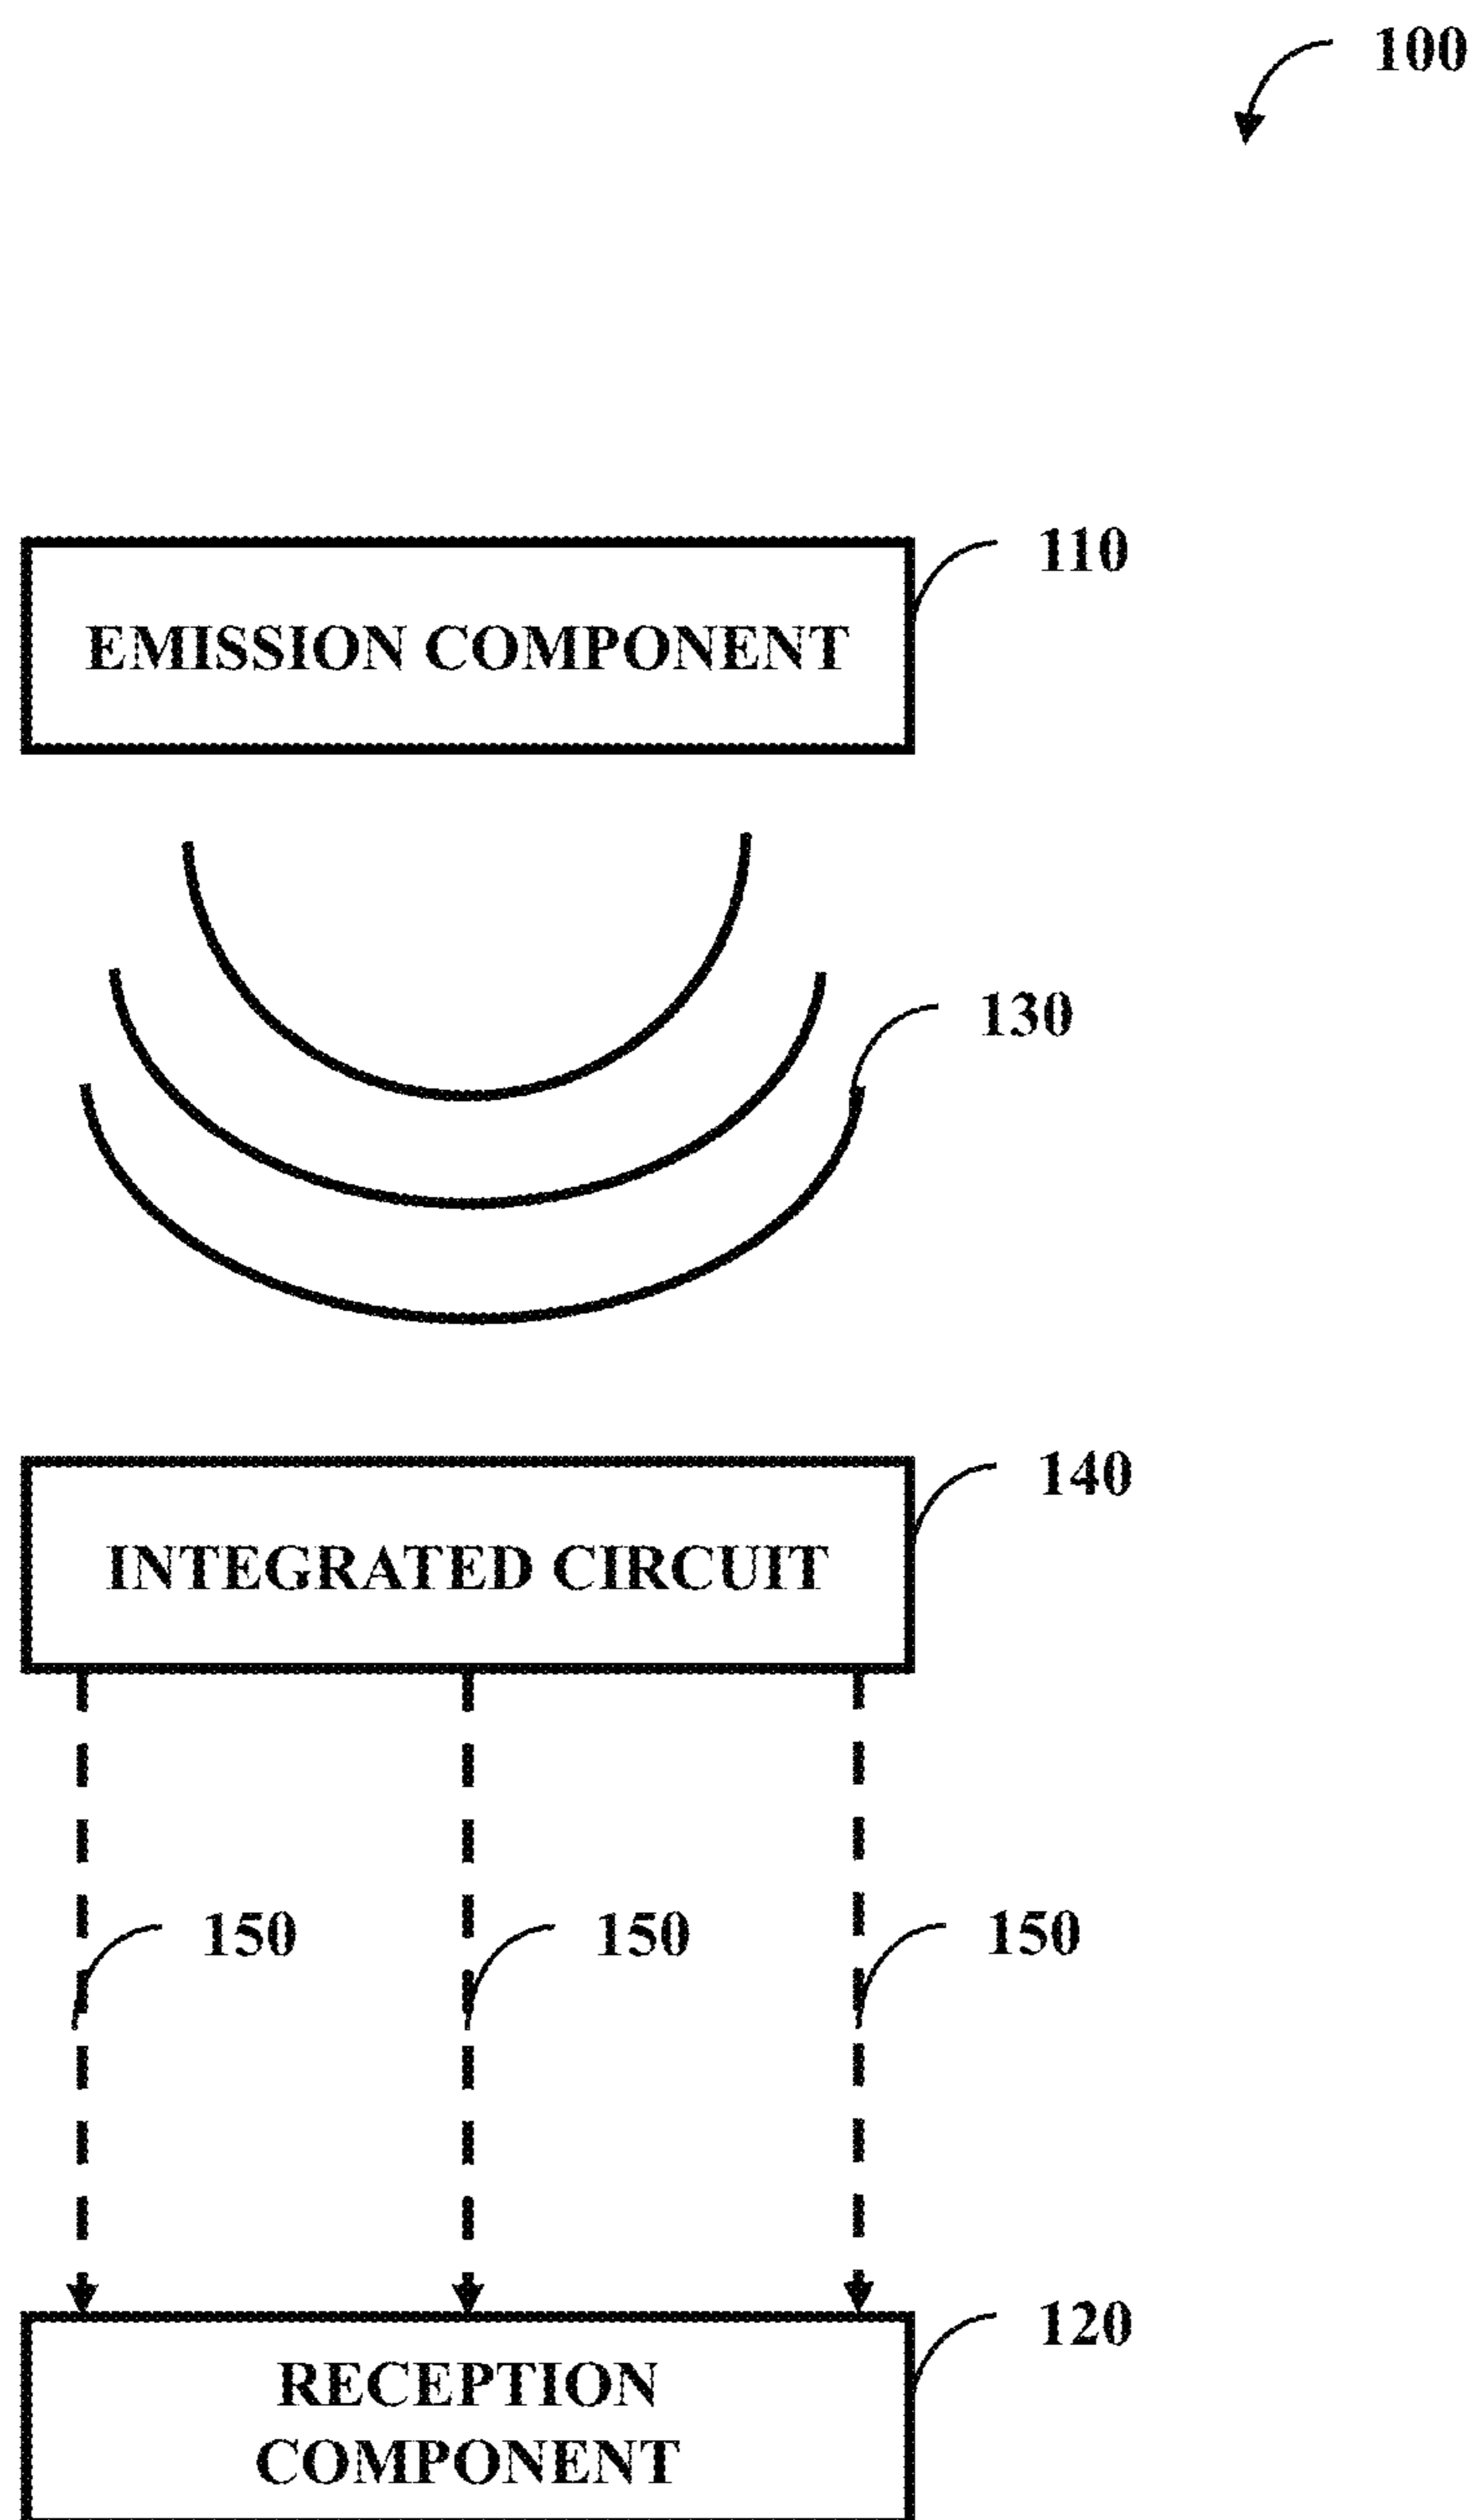 100
110
EMISSION COMPONENT
130
140
INTEGRATED CIRCUIT
150 150 150
120
RECEPTION
COMPONENT